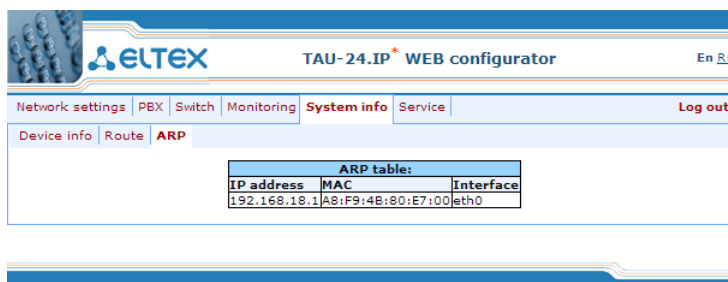 ELTEX TAU-24.IP* WEB configurator En
Network settings PBX Switch Monitoring System info Service Log out
Device info Route ARP
ARP table:
IP address MAC Interface
192.168.18.1 A8:F9:4B:80:E7:00 eth0